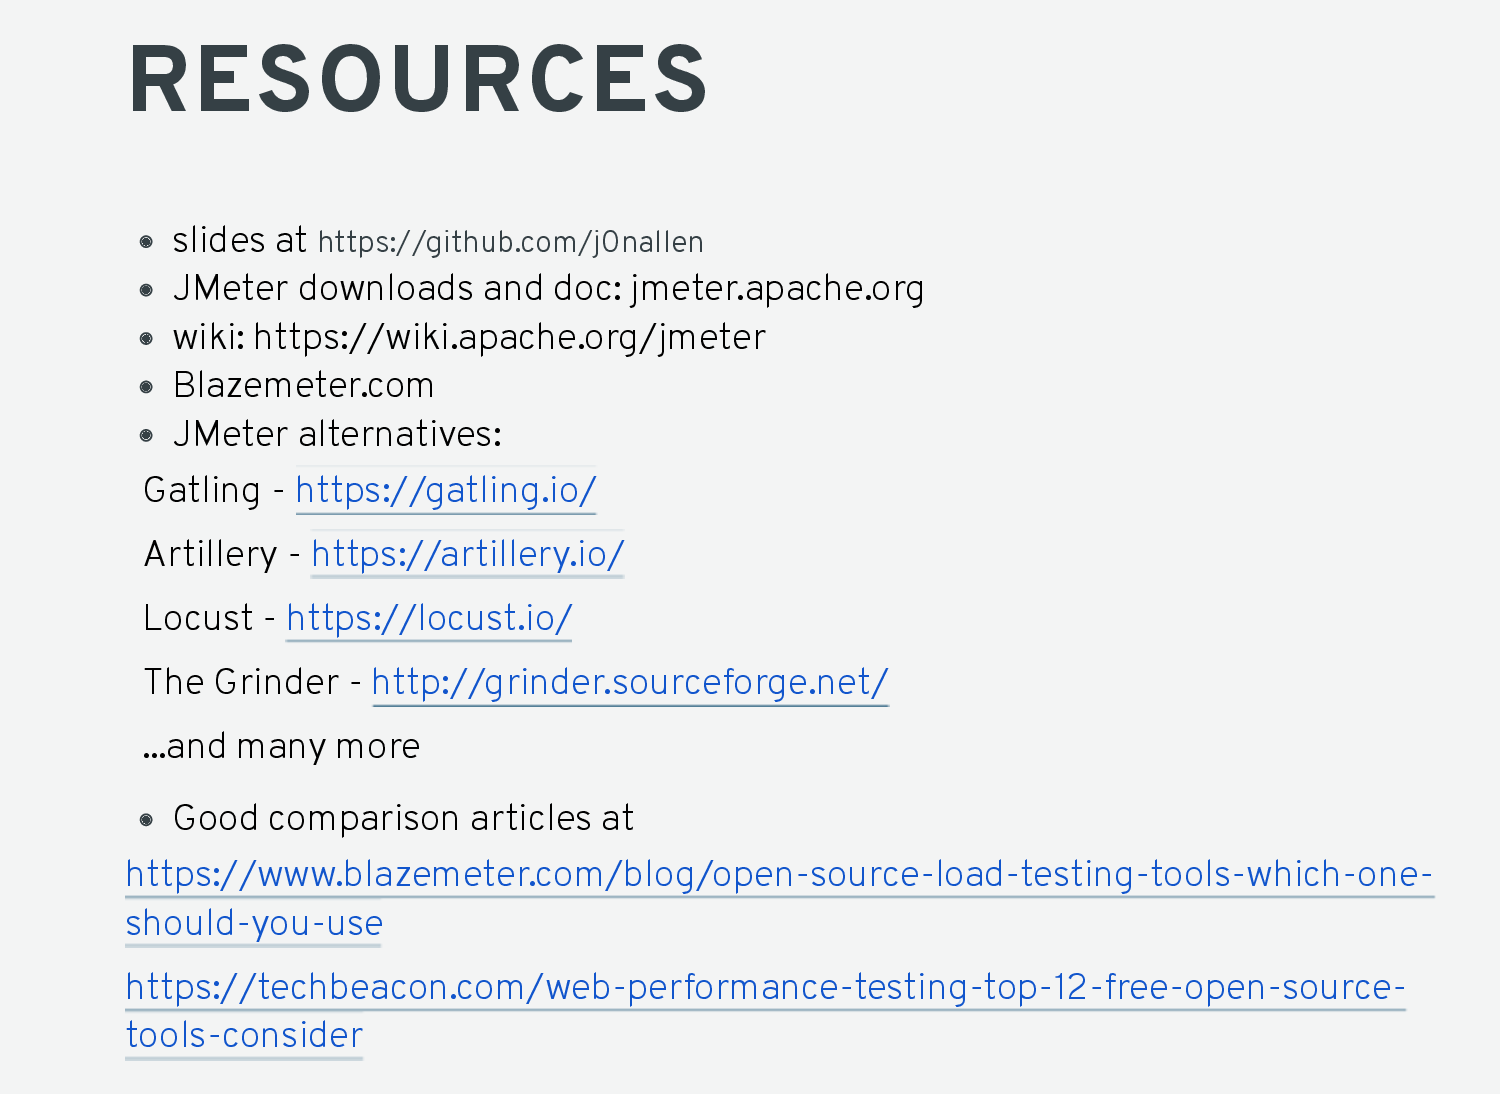 RESOURCES
• slides at https://github.com/j0nallen
• JMeter downloads and doc: jmeter.apache.org
• wiki: https://wiki.apache.org/jmeter
• Blazemeter.com
• JMeter alternatives:
Gatling - https://gatling.io/
Artillery - https://artillery.io/
Locust - https://locust.io/
The Grinder - http://grinder.sourceforge.net/
...and many more
• Good comparison articles at
https://www.blazemeter.com/blog/open-source-load-testing-tools-which-one-
should-you-use
https://techbeacon.com/web-performance-testing-top-12-free-open-source-
tools-consider